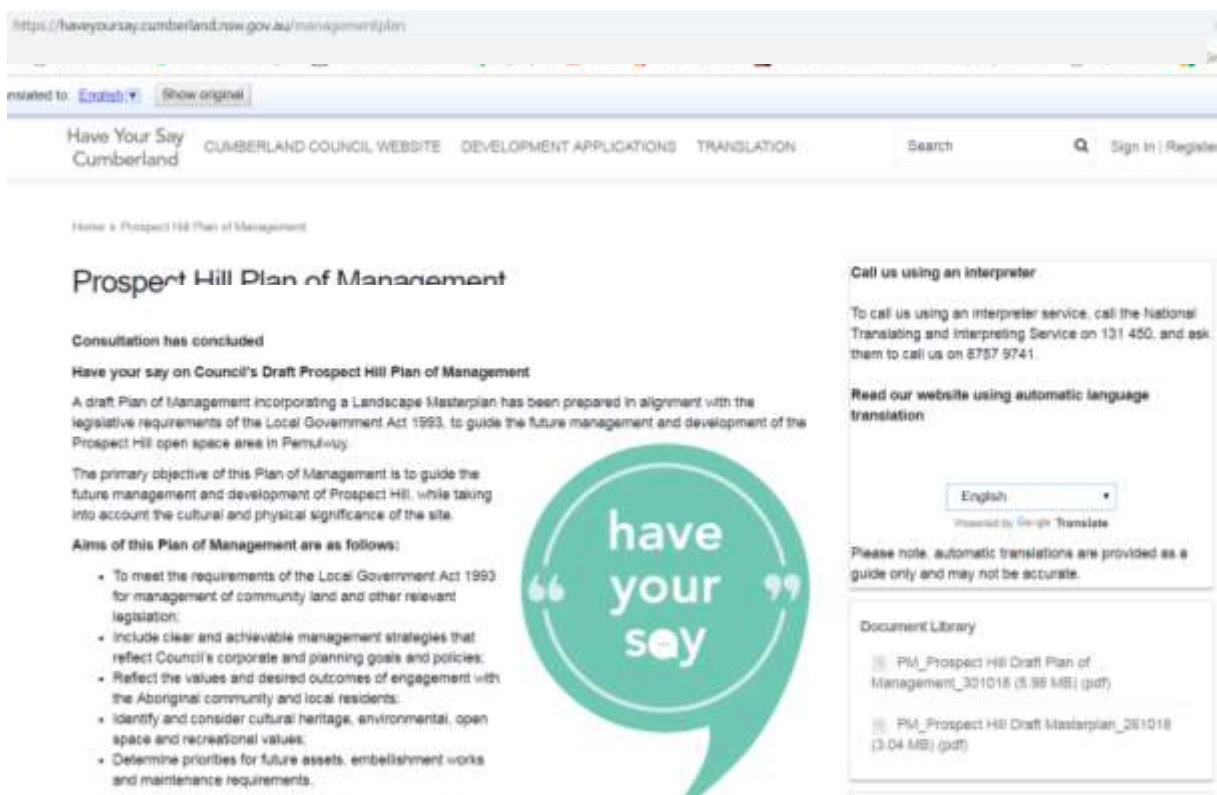 https://haveyoursay.cumberland.nsw.gov.au/managementplan
nslated to: English Show original
Have Your Say
Cumberland
CUMBERLAND COUNCIL WEBSITE DEVELOPMENT APPLICATIONS TRANSLATION
Search
Sign In | Register
Home » Prospect Hill Plan of Management
Prospect Hill Plan of Management
Consultation has concluded
Have your say on Council's Draft Prospect Hill Plan of Management
A draft Plan of Management incorporating a Landscape Masterplan has been prepared in alignment with the
legislative requirements of the Local Government Act 1993, to guide the future management and development of the
Prospect Hill open space area in Pemulwuy.
The primary objective of this Plan of Management is to guide the
future management and development of Prospect Hill, while taking
into account the cultural and physical significance of the site.
Aims of this Plan of Management are as follows:
• To meet the requirements of the Local Government Act 1993
for management of community land and other relevant
legislation;
• Include clear and achievable management strategies that
reflect Council's corporate and planning goals and policies;
• Reflect the values and desired outcomes of engagement with
the Aboriginal community and local residents;
• Identify and consider cultural heritage, environmental, open
space and recreational values;
• Determine priorities for future assets, embellishment works
and maintenance requirements.
“ have
your
say ”
Call us using an interpreter
To call us using an interpreter service, call the National
Translating and Interpreting Service on 131 450, and ask
them to call us on 8757 9741.
Read our website using automatic language
translation
English
Powered by Google Translate
Please note, automatic translations are provided as a
guide only and may not be accurate.
Document Library
PM_Prospect Hill Draft Plan of
Management_301018 (5.98 MB) (pdf)
PM_Prospect Hill Draft Masterplan_261018
(3.04 MB) (pdf)